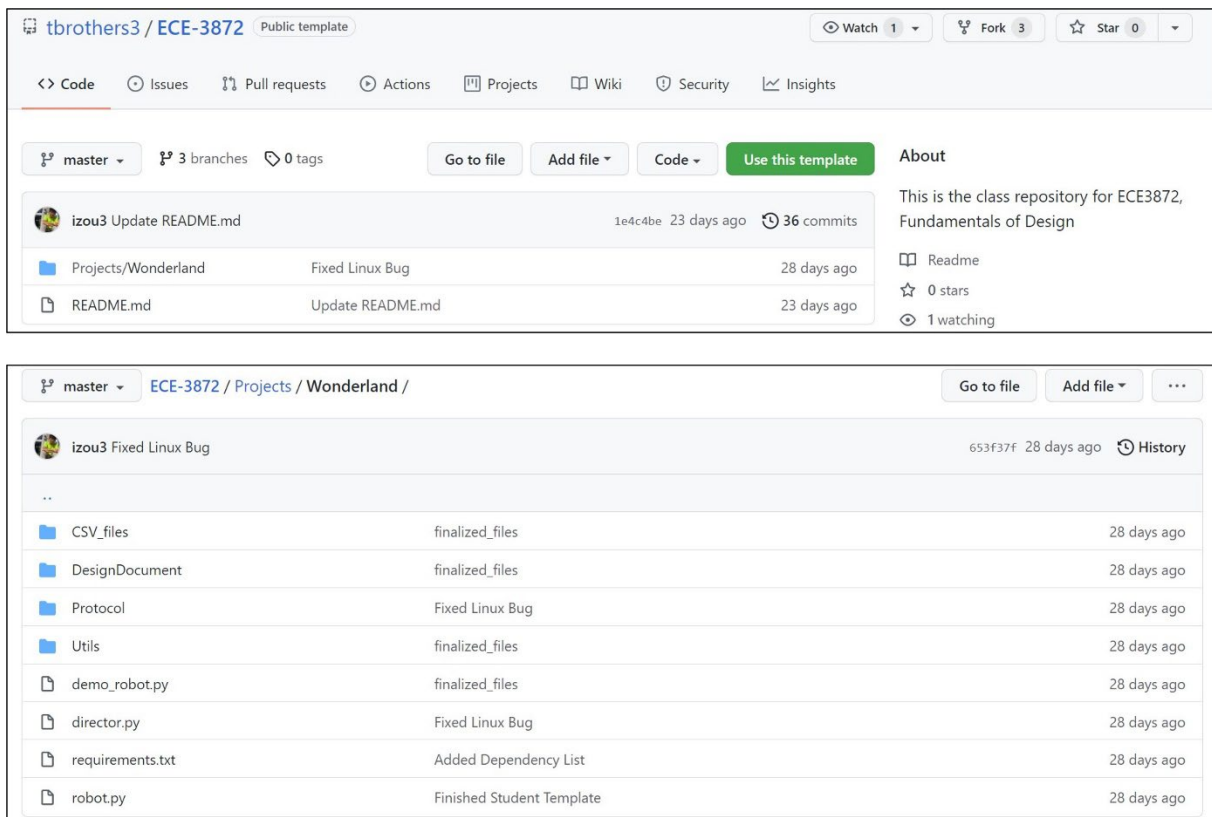 tbrothers3 / ECE-3872 Public template Watch 1 Fork 3 Star 0
<> Code Issues Pull requests Actions Projects Wiki Security Insights
master 3 branches 0 tags Go to file Add file Code Use this template About
This is the class repository for ECE3872,
Fundamentals of Design
izou3 Update README.md 1e4c4be 23 days ago 36 commits
Projects/Wonderland Fixed Linux Bug 28 days ago
README.md Update README.md 23 days ago
Readme
0 stars
1 watching
master ECE-3872 / Projects / Wonderland / Go to file Add file ...
izou3 Fixed Linux Bug 653f37f 28 days ago History
..
CSV_files finalized_files 28 days ago
DesignDocument finalized_files 28 days ago
Protocol Fixed Linux Bug 28 days ago
Utils finalized_files 28 days ago
demo_robot.py finalized_files 28 days ago
director.py Fixed Linux Bug 28 days ago
requirements.txt Added Dependency List 28 days ago
robot.py Finished Student Template 28 days ago